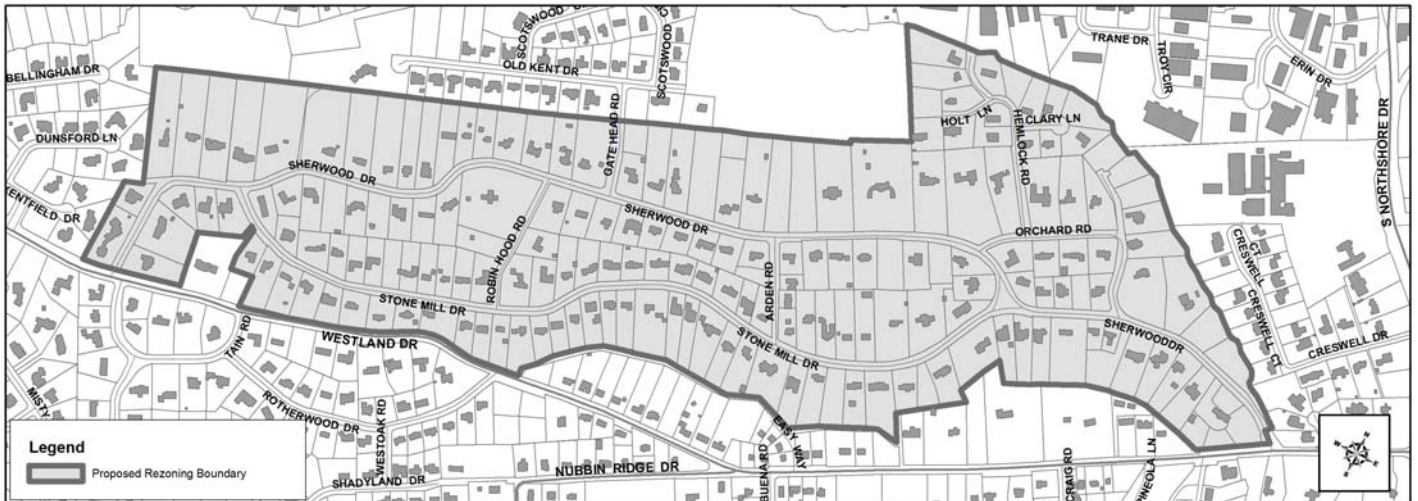 SCOTSWOOD
SCOTSWOOD
OLD KENT DR
TRANE DR
TROY CIR
ERIN DR
BELLINGHAM DR
DUNSFORD LN
KENTFIELD DR
GATE HEAD RD
HOLT LN
CLARY LN
HEMLOCK RD
S NORTHSHORE DR
SHERWOOD DR
SHERWOOD DR
ROBIN HOOD RD
ORCHARD RD
ARDEN RD
CRESWELL CT
CRESWELL CT
CRESWELL DR
STONE MILL DR
STONE MILL DR
SHERWOODDR
TAIN RD
WESTLAND DR
MISTY
ROTHERWOOD DR
WESTOAK RD
EASY WAY
BUENA RD
CRAIG RD
PINEOLA LN
NUBBIN RIDGE DR
SHADYLAND DR
Legend
Proposed Rezoning Boundary